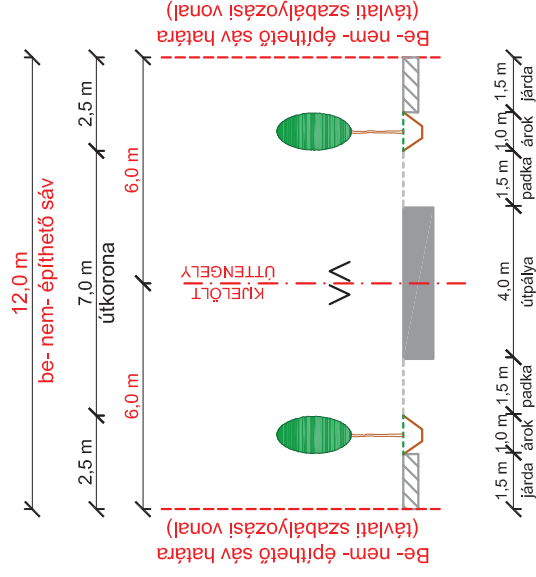 Be- nem- építhető sáv határa
(távlati szabályozási vonal)
12,0 m
be- nem- építhető sáv
2,5 m
7,0 m
útkorona
2,5 m
6,0 m
6,0 m
KIJELÖLT
ÚTTENGELY
1,5 m
járda
1,0 m
árok
1,5 m
padka
4,0 m
útpálya
1,5 m
padka
1,0 m
árok
1,5 m
járda
Be- nem- építhető sáv határa
(távlati szabályozási vonal)